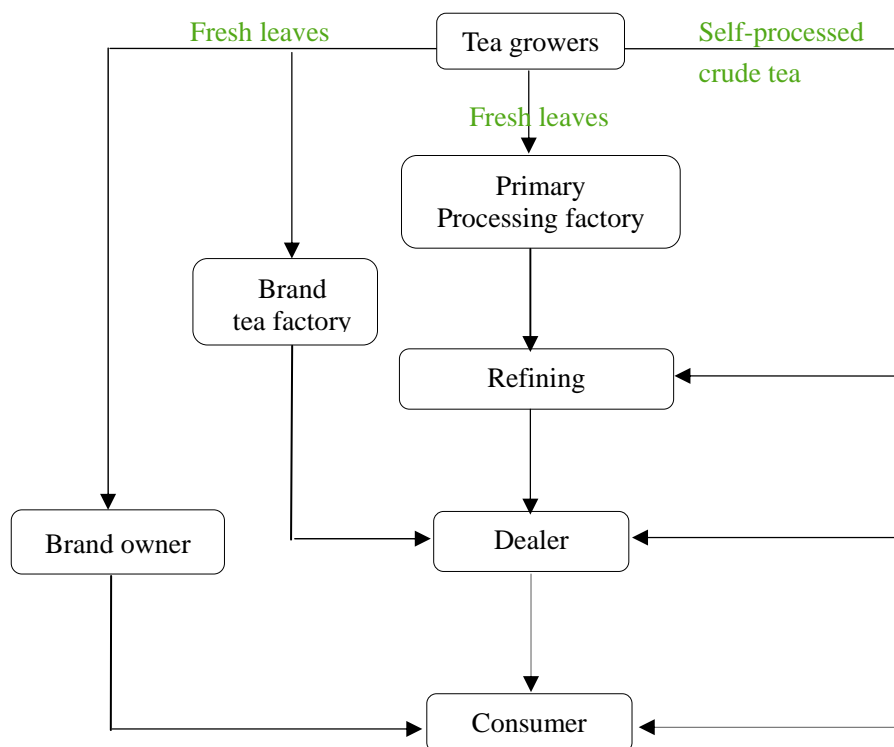 Fresh leaves
Tea growers
Self-processed
crude tea
Fresh leaves
Primary
Processing factory
Brand
tea factory
Refining
Brand owner
Dealer
Consumer